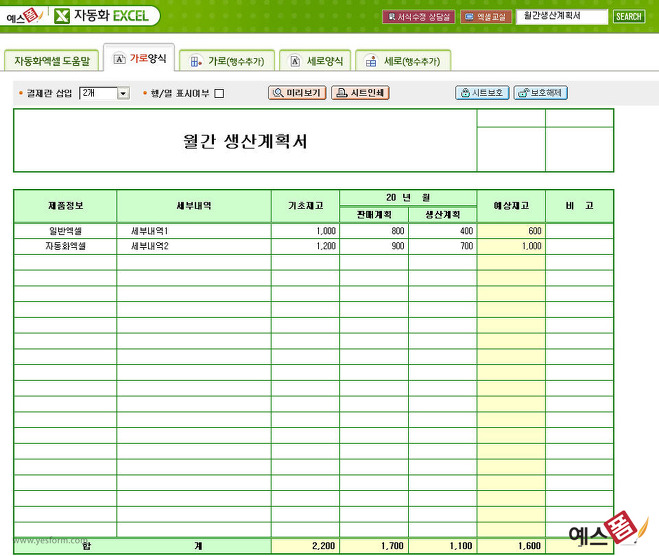 예스폼 자동화 EXCEL 서식수정 상담실 엑셀교실 월간생산계획서 SEARCH
자동화엑셀 도움말 가로양식 가로(행수추가) 세로양식 세로(행수추가)
• 결재란 삽입 2개 • 행/열 표시여부 미리보기 시트인쇄 시트보호 보호해제
월간 생산계획서
제품정보 세부내역 기초재고 20 년 월 예상재고 비 고
판매계획 생산계획
일반엑셀 세부내역1 1,000 800 400 600
자동화엑셀 세부내역2 1,200 900 700 1,000
합 계 2,200 1,700 1,100 1,600
www.yesform.com
예스폼